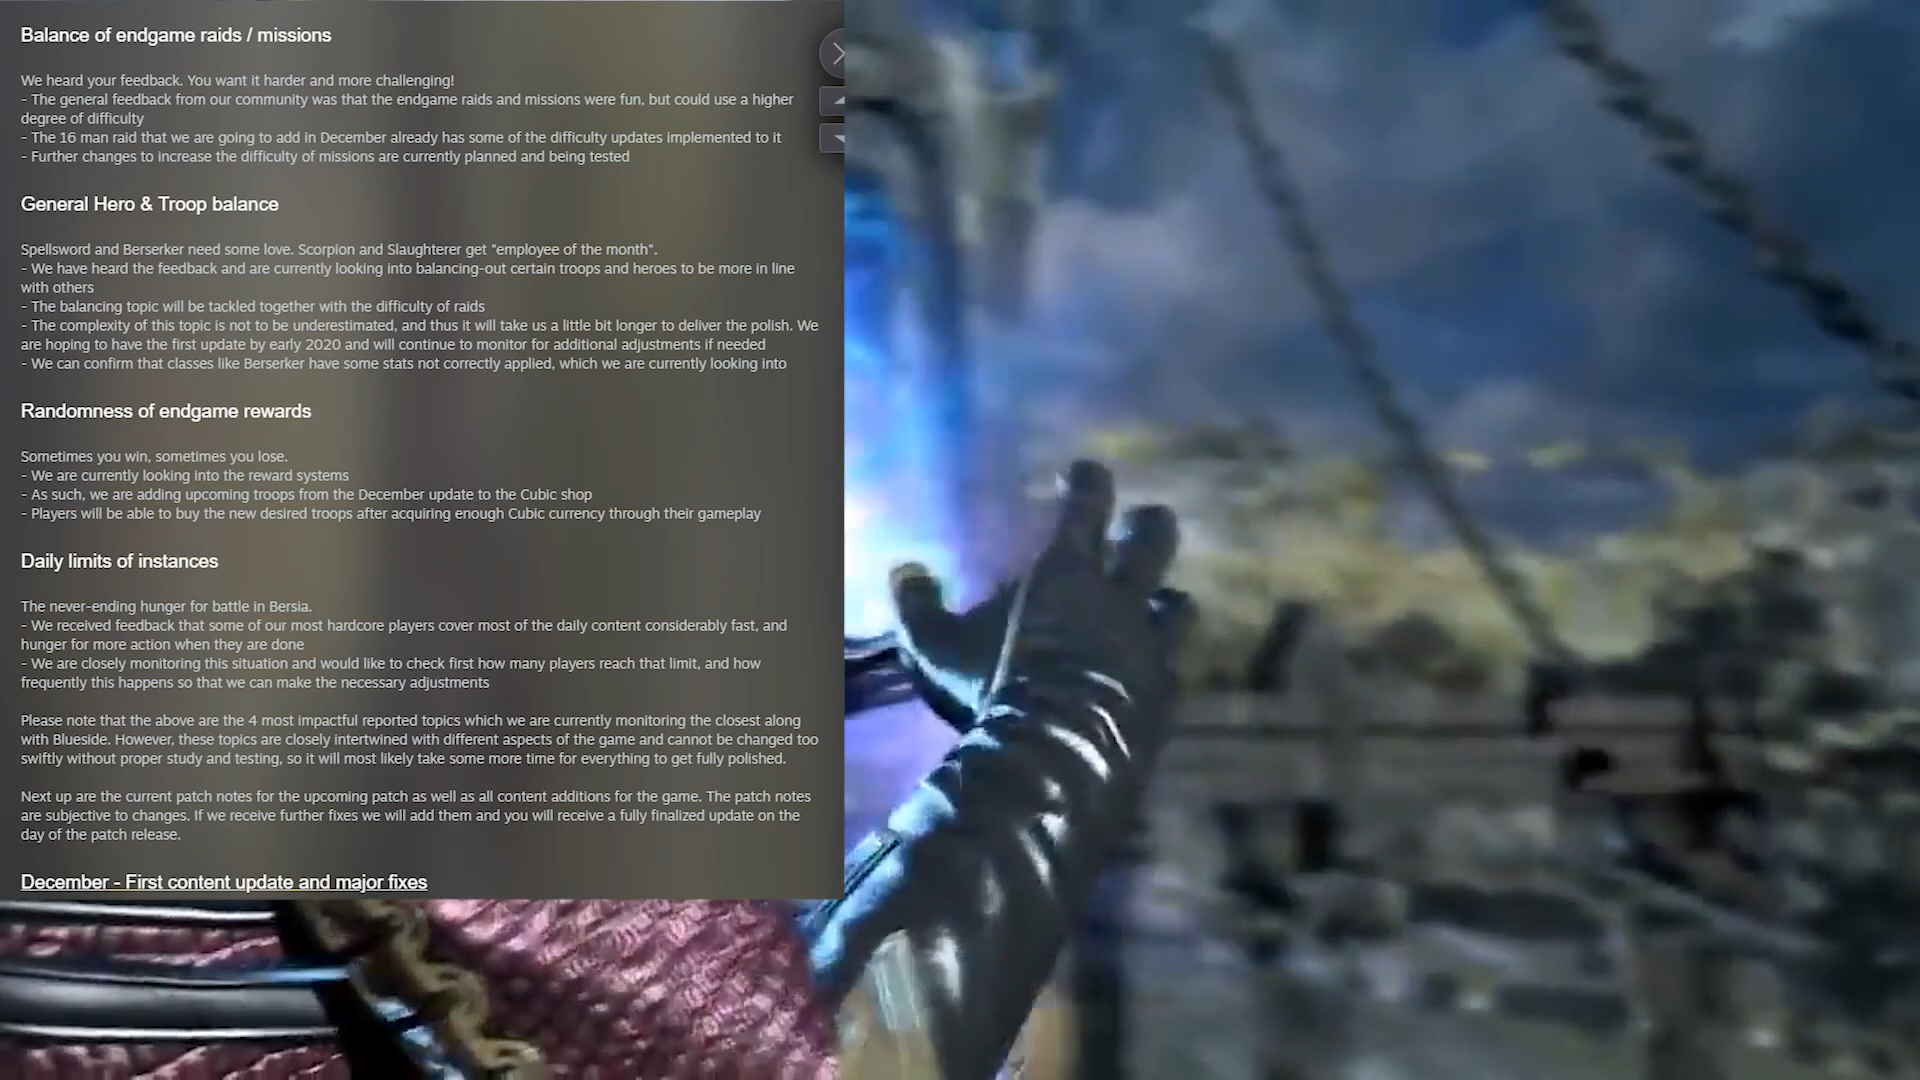 Balance of endgame raids / missions
We heard your feedback. You want it harder and more challenging!
- The general feedback from our community was that the endgame raids and missions were fun, but could use a higher
degree of difficulty
- The 16 man raid that we are going to add in December already has some of the difficulty updates implemented to it
- Further changes to increase the difficulty of missions are currently planned and being tested
General Hero & Troop balance
Spellsword and Berserker need some love. Scorpion and Slaughterer get "employee of the month".
- We have heard the feedback and are currently looking into balancing-out certain troops and heroes to be more in line
with others
- The balancing topic will be tackled together with the difficulty of raids
- The complexity of this topic is not to be underestimated, and thus it will take us a little bit longer to deliver the polish. We
are hoping to have the first update by early 2020 and will continue to monitor for additional adjustments if needed
- We can confirm that classes like Berserker have some stats not correctly applied, which we are currently looking into
Randomness of endgame rewards
Sometimes you win, sometimes you lose.
- We are currently looking into the reward systems
- As such, we are adding upcoming troops from the December update to the Cubic shop
- Players will be able to buy the new desired troops after acquiring enough Cubic currency through their gameplay
Daily limits of instances
The never-ending hunger for battle in Bersia.
- We received feedback that some of our most hardcore players cover most of the daily content considerably fast, and
hunger for more action when they are done
- We are closely monitoring this situation and would like to check first how many players reach that limit, and how
frequently this happens so that we can make the necessary adjustments
Please note that the above are the 4 most impactful reported topics which we are currently monitoring the closest along
with Blueside. However, these topics are closely intertwined with different aspects of the game and cannot be changed too
swiftly without proper study and testing, so it will most likely take some more time for everything to get fully polished.
Next up are the current patch notes for the upcoming patch as well as all content additions for the game. The patch notes
are subjective to changes. If we receive further fixes we will add them and you will receive a fully finalized update on the
day of the patch release.
December - First content update and major fixes